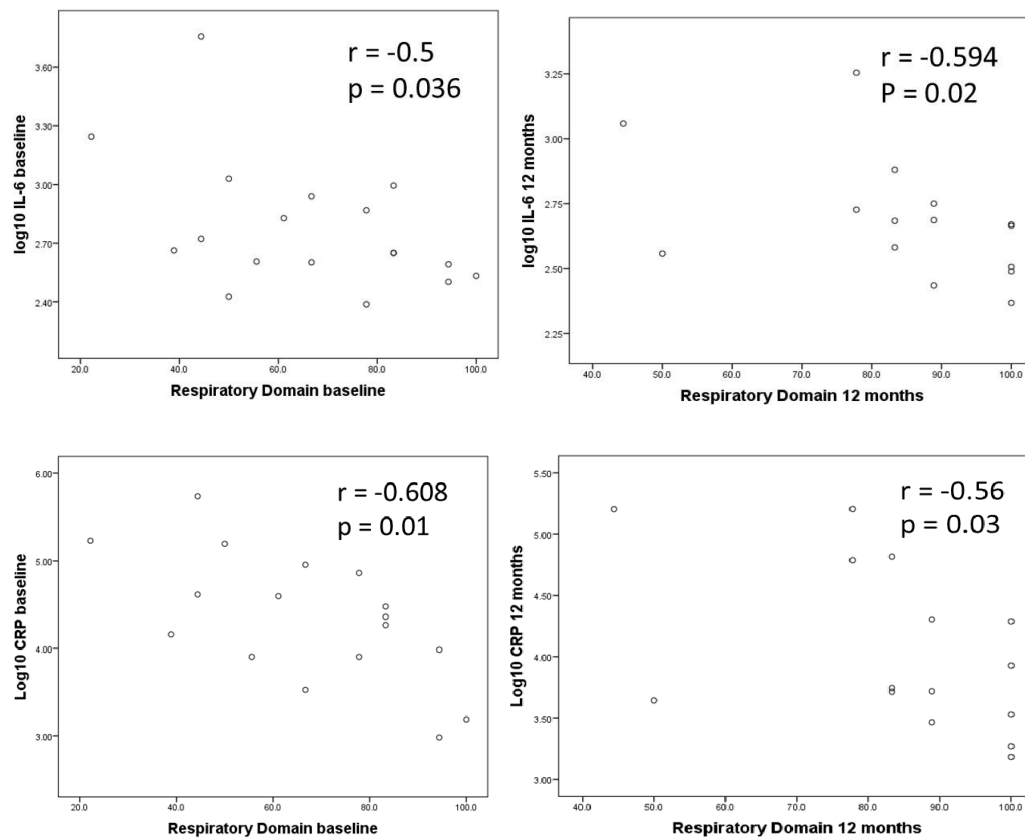 r = -0.5
p = 0.036
log10 IL-6 baseline
3.60
3.30
3.00
2.70
2.40
20.0 40.0 60.0 80.0 100.0
Respiratory Domain baseline
r = -0.594
P = 0.02
log10 IL-6 12 months
3.25
3.00
2.75
2.50
2.25
40.0 50.0 60.0 70.0 80.0 90.0 100.0
Respiratory Domain 12 months
r = -0.608
p = 0.01
Log10 CRP baseline
6.00
5.00
4.00
3.00
20.0 40.0 60.0 80.0 100.0
Respiratory Domain baseline
r = -0.56
p = 0.03
Log10 CRP 12 months
5.50
5.00
4.50
4.00
3.50
3.00
40.0 50.0 60.0 70.0 80.0 90.0 100.0
Respiratory Domain 12 months